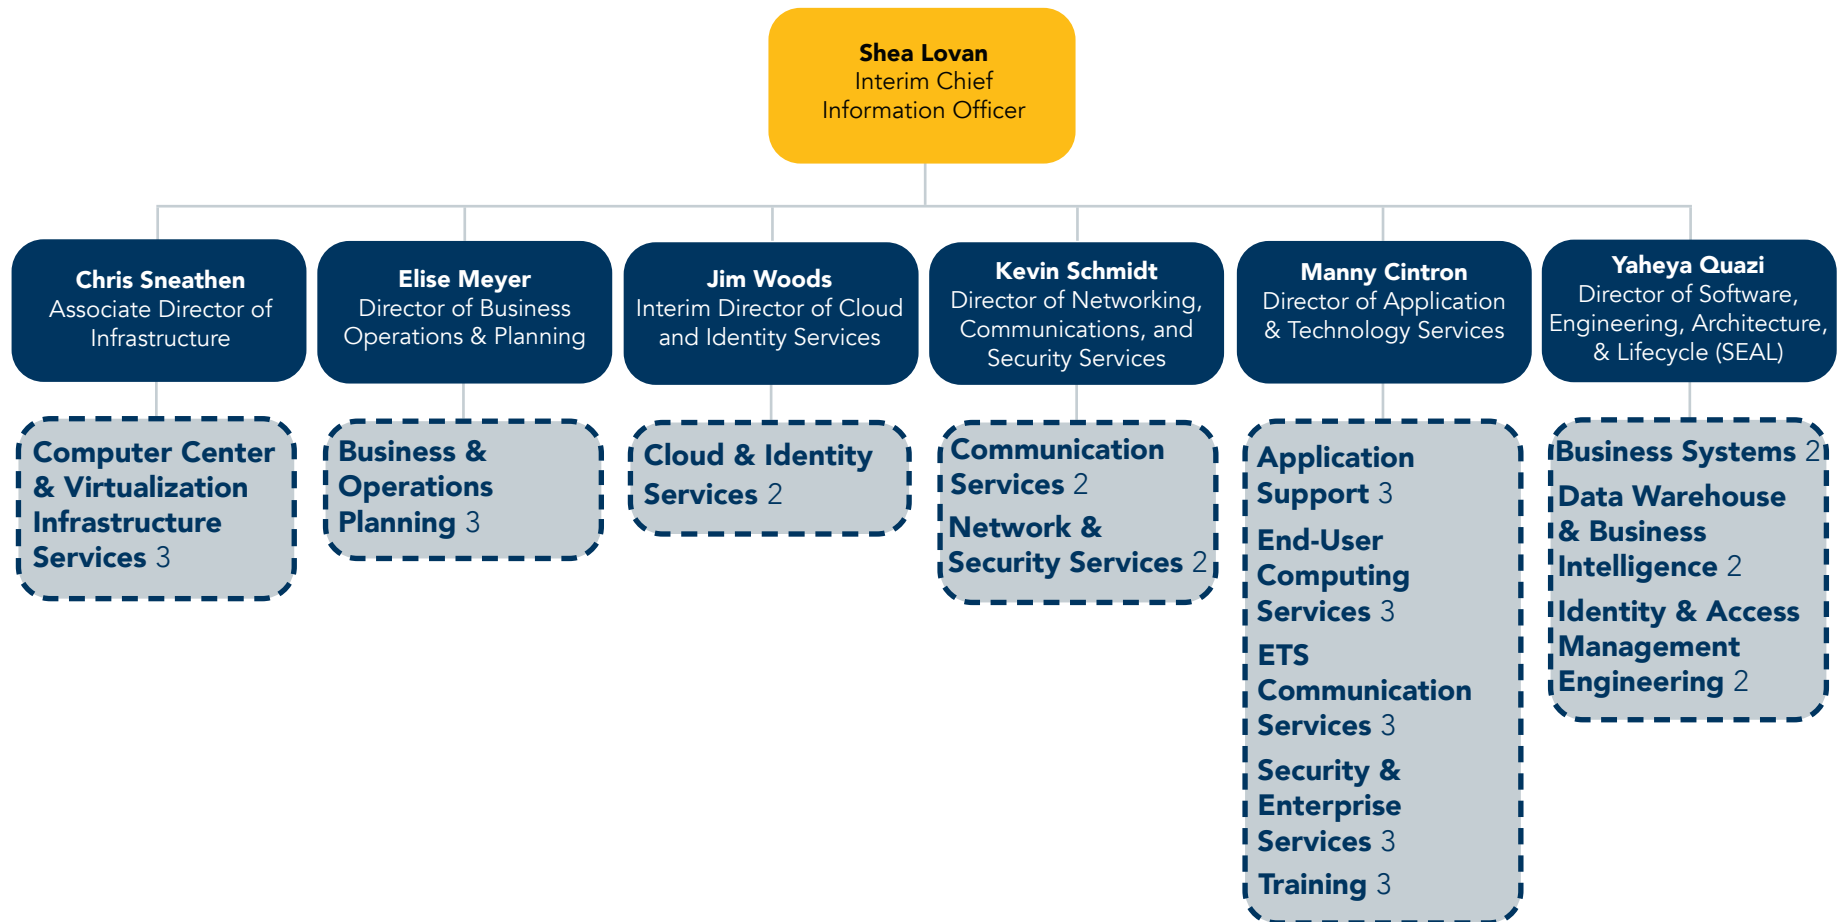 Shea Lovan
Interim Chief
Information Officer
Chris Sneathen
Associate Director of
Infrastructure
Elise Meyer
Director of Business
Operations & Planning
Jim Woods
Interim Director of Cloud
and Identity Services
Kevin Schmidt
Director of Networking,
Communications, and
Security Services
Manny Cintron
Director of Application
& Technology Services
Yaheya Quazi
Director of Software,
Engineering, Architecture,
& Lifecycle (SEAL)
Computer Center
& Virtualization
Infrastructure
Services 3
Business &
Operations
Planning 3
Cloud & Identity
Services 2
Communication
Services 2
Network &
Security Services 2
Application
Support 3
End-User
Computing
Services 3
ETS
Communication
Services 3
Security &
Enterprise
Services 3
Training 3
Business Systems 2
Data Warehouse
& Business
Intelligence 2
Identity & Access
Management
Engineering 2